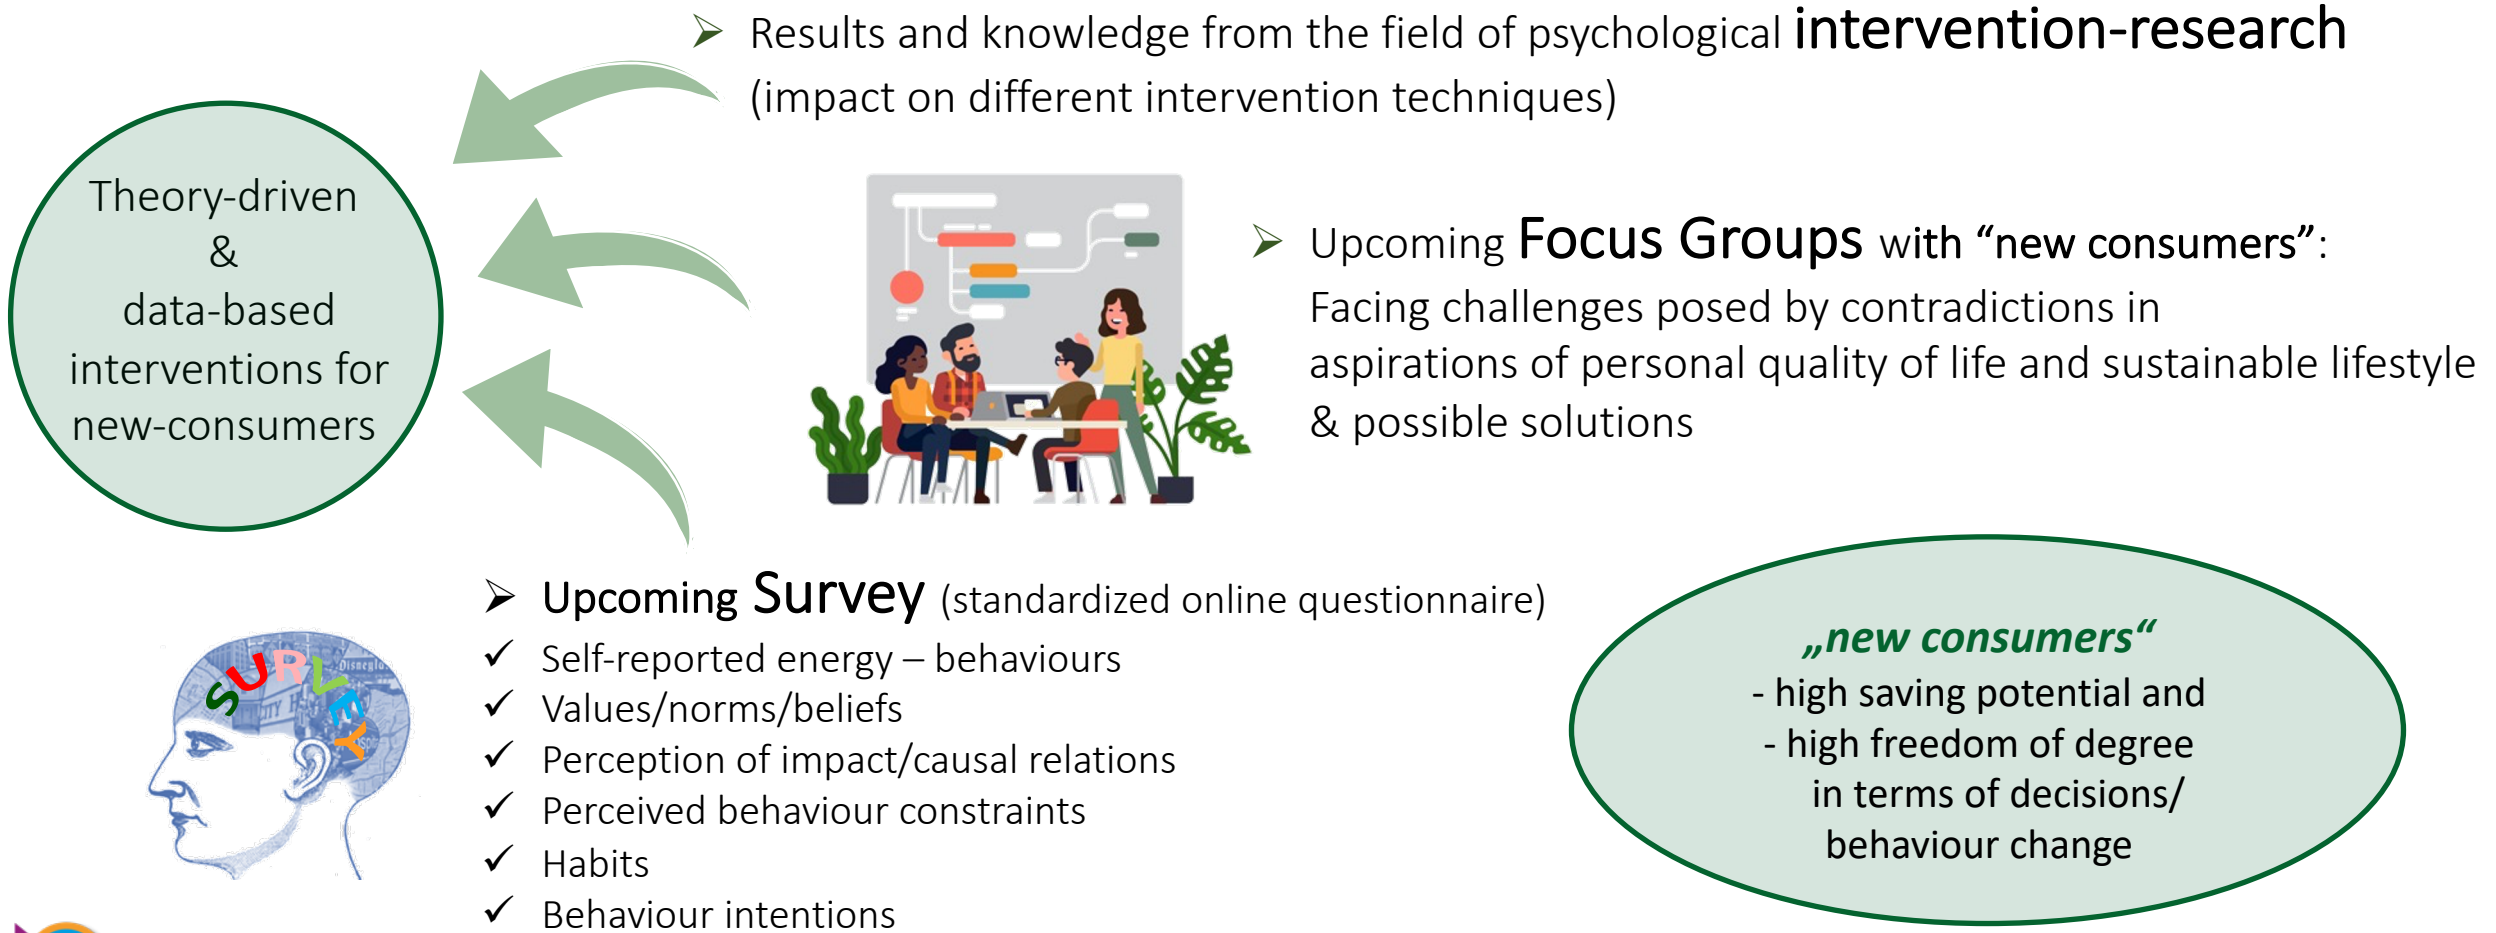 ➢ Results and knowledge from the field of psychological intervention-research
(impact on different intervention techniques)
Theory-driven
&
data-based
interventions for
new-consumers
➢ Upcoming Focus Groups with “new consumers”:
Facing challenges posed by contradictions in
aspirations of personal quality of life and sustainable lifestyle
& possible solutions
➢ Upcoming Survey (standardized online questionnaire)
✓ Self-reported energy – behaviours
✓ Values/norms/beliefs
✓ Perception of impact/causal relations
✓ Perceived behaviour constraints
✓ Habits
✓ Behaviour intentions
SURVEY
„new consumers“
- high saving potential and
- high freedom of degree
in terms of decisions/
behaviour change